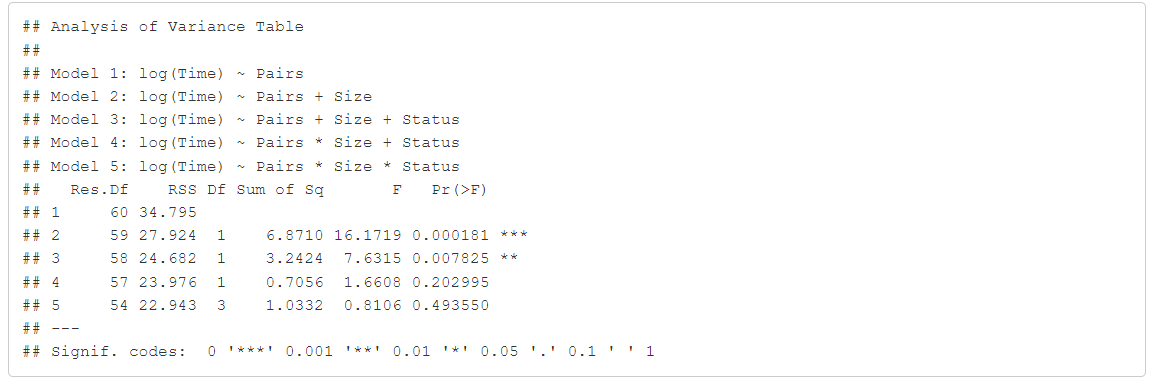 ## Analysis of Variance Table
##
## Model 1: log(Time) ~ Pairs
## Model 2: log(Time) ~ Pairs + Size
## Model 3: log(Time) ~ Pairs + Size + Status
## Model 4: log(Time) ~ Pairs * Size + Status
## Model 5: log(Time) ~ Pairs * Size * Status
##   Res.Df    RSS Df Sum of Sq       F   Pr(>F)
## 1     60 34.795
## 2     59 27.924  1    6.8710 16.1719 0.000181 ***
## 3     58 24.682  1    3.2424  7.6315 0.007825 **
## 4     57 23.976  1    0.7056  1.6608 0.202995
## 5     54 22.943  3    1.0332  0.8106 0.493550
## ---
## Signif. codes:  0 '***' 0.001 '**' 0.01 '*' 0.05 '.' 0.1 ' ' 1